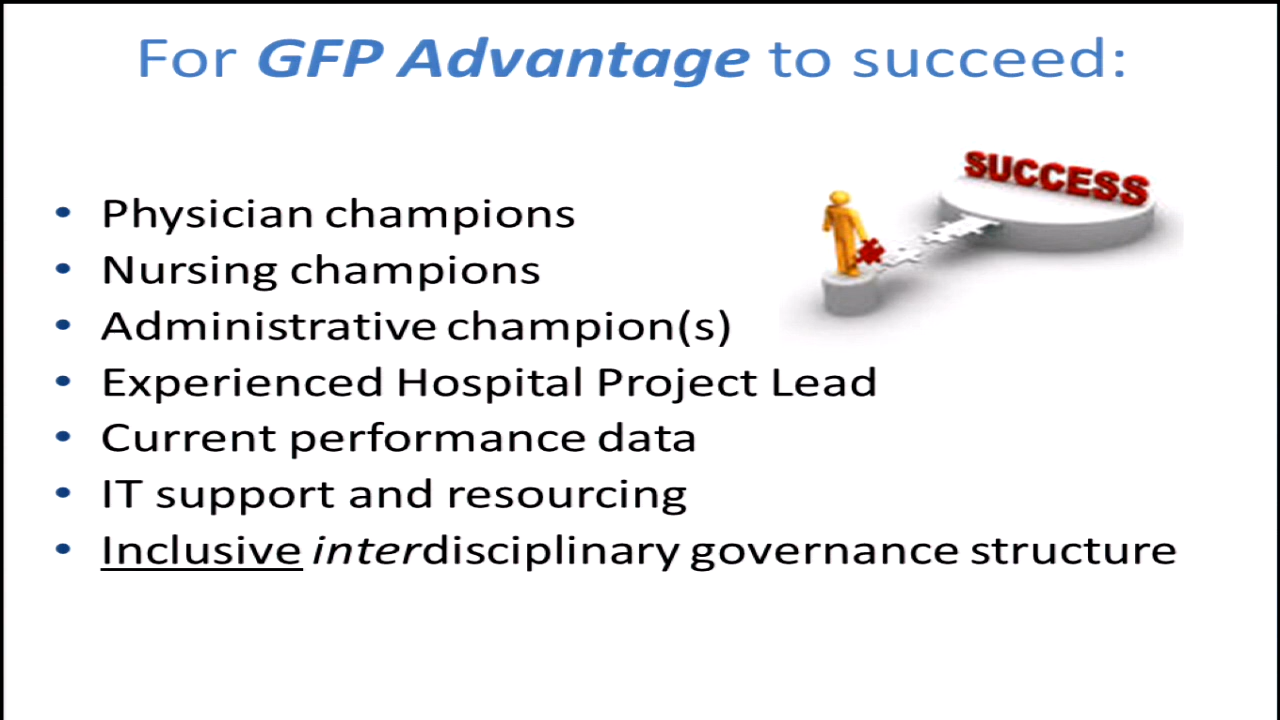 For GFP Advantage to succeed:
SUCCESS
• Physician champions
• Nursing champions
• Administrative champion(s)
• Experienced Hospital Project Lead
• Current performance data
• IT support and resourcing
• Inclusive interdisciplinary governance structure